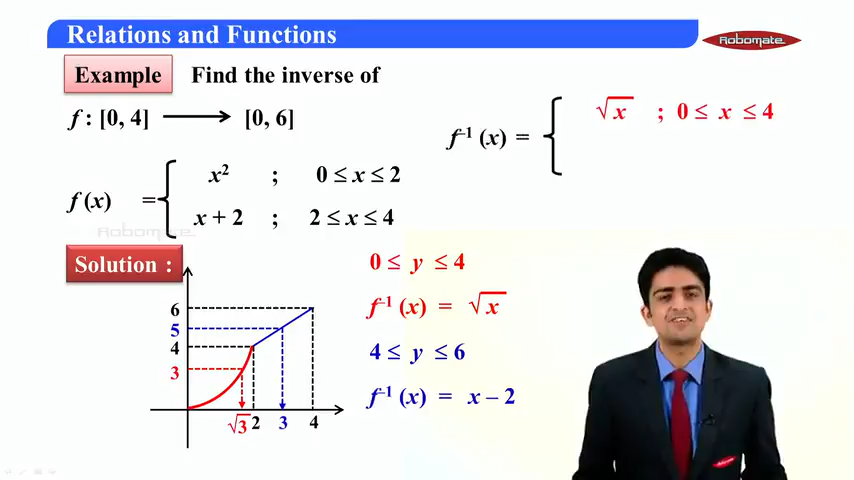 Relations and Functions
Robomate
Example Find the inverse of
f : [0, 4] ⟶ [0, 6]
f⁻¹ (x) = { √x ; 0 ≤ x ≤ 4
f (x) = { x² ; 0 ≤ x ≤ 2
x + 2 ; 2 ≤ x ≤ 4
Robomate
Solution :
0 ≤ y ≤ 4
f⁻¹ (x) = √x
4 ≤ y ≤ 6
f⁻¹ (x) = x – 2
6
5
4
3
√3 2 3 4
Robomate